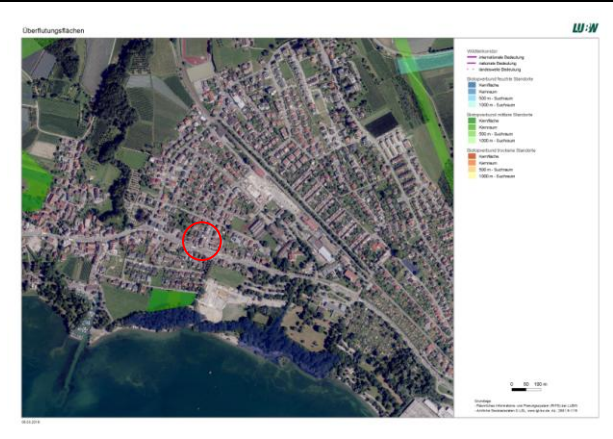 Überflutungsflächen
LU:W
Wildtierkorridor
internationale Bedeutung
nationale Bedeutung
landesweite Bedeutung
Biotopverbund feuchte Standorte
Kernfläche
Kernraum
500 m - Suchraum
1000 m - Suchraum
Biotopverbund mittlere Standorte
Kernfläche
Kernraum
500 m - Suchraum
1000 m - Suchraum
Biotopverbund trockene Standorte
Kernfläche
Kernraum
500 m - Suchraum
1000 m - Suchraum
0 50 100 m
Grundlage